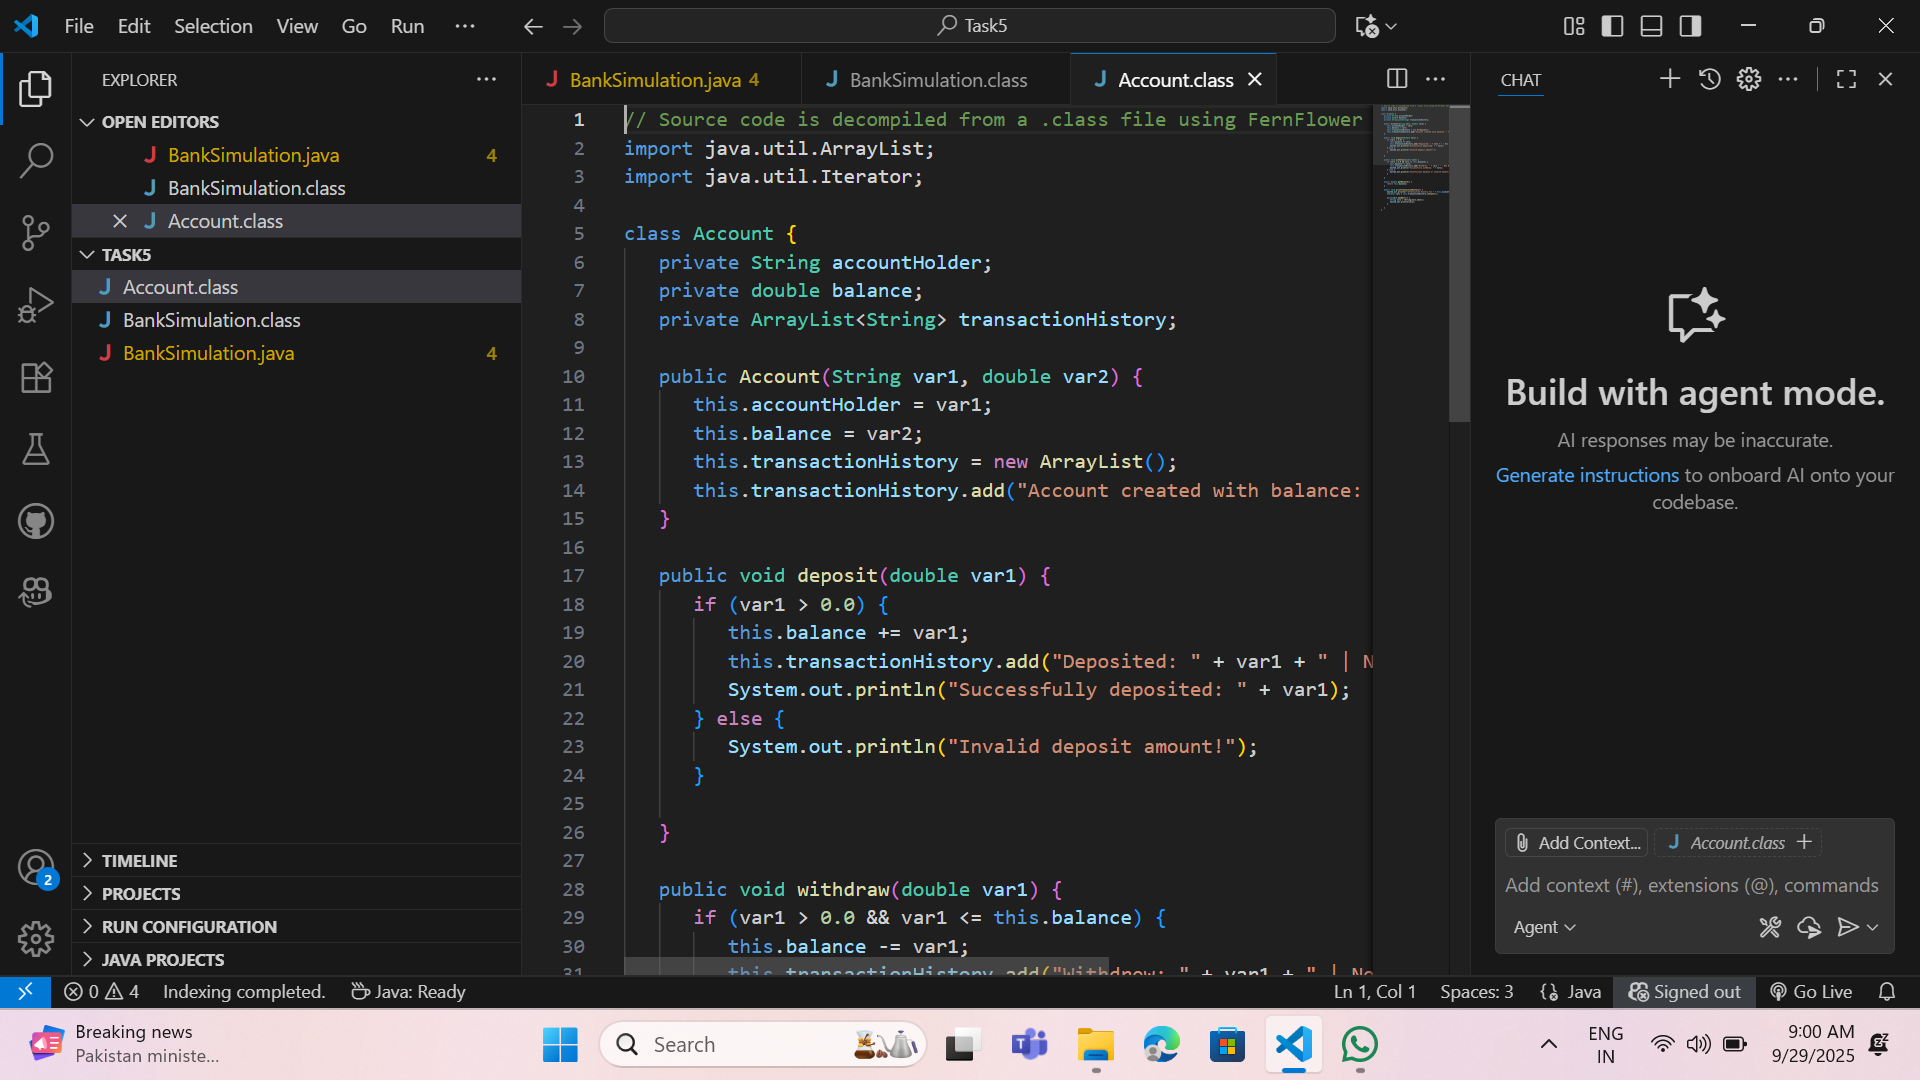 File Edit Selection View Go Run ···
Task5
EXPLORER
OPEN EDITORS
BankSimulation.java 4
BankSimulation.class
Account.class
TASK5
Account.class
BankSimulation.class
BankSimulation.java 4
TIMELINE
PROJECTS
RUN CONFIGURATION
JAVA PROJECTS
2
BankSimulation.java 4
BankSimulation.class
Account.class
1 // Source code is decompiled from a .class file using FernFlower
2 import java.util.ArrayList;
3 import java.util.Iterator;
4
5 class Account {
6 private String accountHolder;
7 private double balance;
8 private ArrayList<String> transactionHistory;
9
10 public Account(String var1, double var2) {
11 this.accountHolder = var1;
12 this.balance = var2;
13 this.transactionHistory = new ArrayList();
14 this.transactionHistory.add("Account created with balance:
15 }
16
17 public void deposit(double var1) {
18 if (var1 > 0.0) {
19 this.balance += var1;
20 this.transactionHistory.add("Deposited: " + var1 + " | N
21 System.out.println("Successfully deposited: " + var1);
22 } else {
23 System.out.println("Invalid deposit amount!");
24 }
25
26 }
27
28 public void withdraw(double var1) {
29 if (var1 > 0.0 && var1 <= this.balance) {
30 this.balance -= var1;
31 this.transactionHistory.add("Withdrew: " + var1 + " | Ne
CHAT
Build with agent mode.
AI responses may be inaccurate.
Generate instructions to onboard AI onto your
codebase.
Add Context...
Account.class
Add context (#), extensions (@), commands
Agent
0 4 Indexing completed. Java: Ready
Ln 1, Col 1 Spaces: 3 {} Java Signed out Go Live
Breaking news
Pakistan ministe...
Search
ENG
IN
9:00 AM
9/29/2025